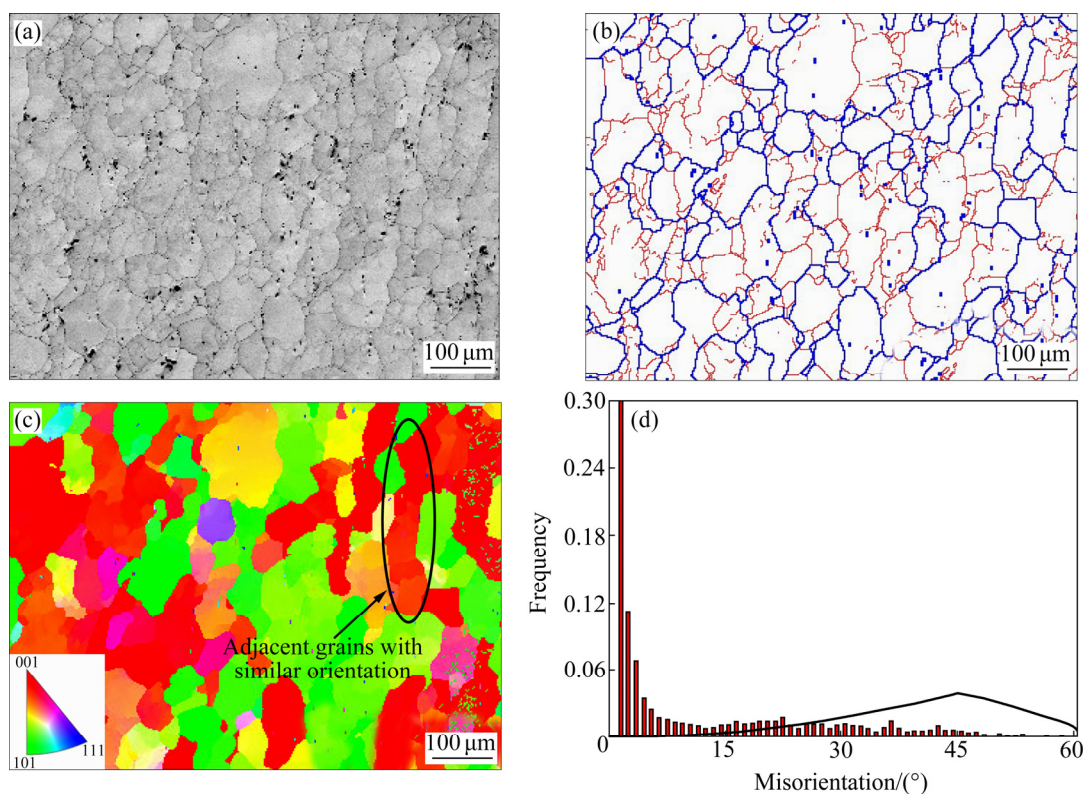 (a)
100 μm
(b)
100 μm
(c)
Adjacent grains with
similar orientation
001
111
101
100 μm
(d)
0.30
0.24
0.18
0.12
0.06
0
Frequency
0 15 30 45 60
Misorientation/(°)